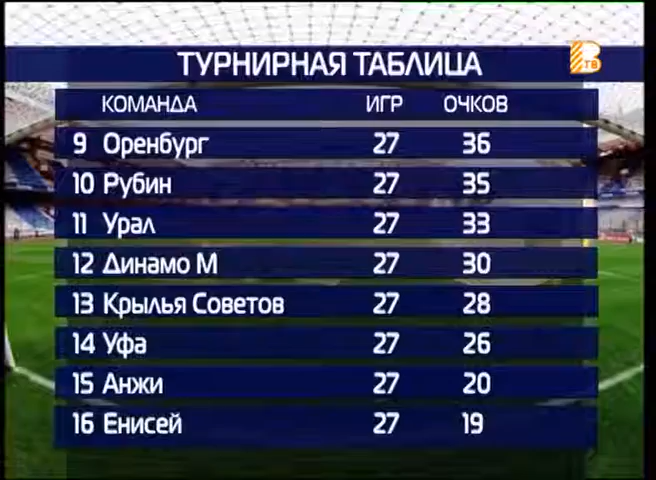 ТУРНИРНАЯ ТАБЛИЦА
В ТВ
КОМАНДА ИГР ОЧКОВ
9 Оренбург 27 36
10 Рубин 27 35
11 Урал 27 33
12 Динамо М 27 30
13 Крылья Советов 27 28
14 Уфа 27 26
15 Анжи 27 20
16 Енисей 27 19